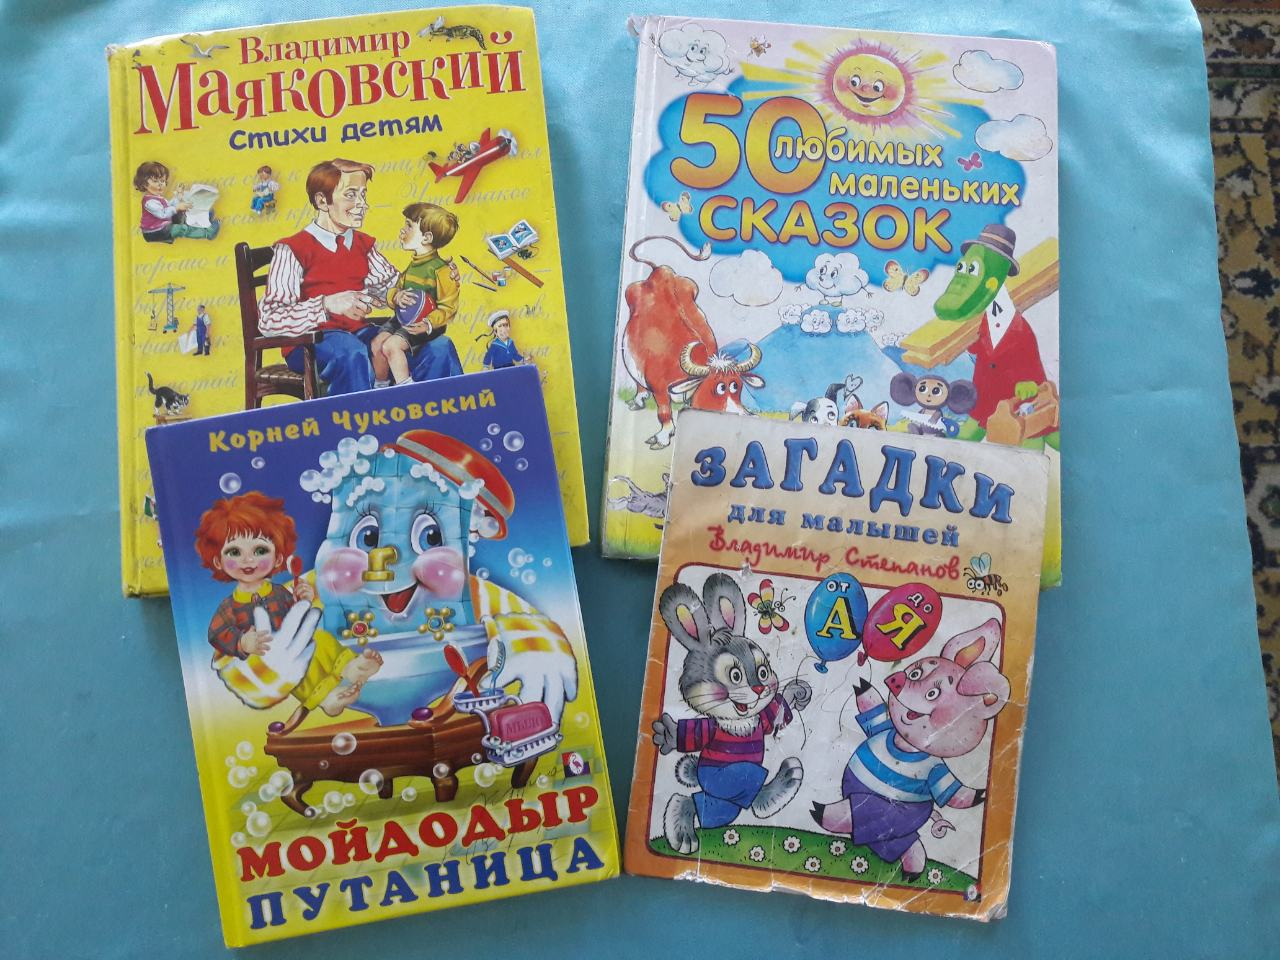 Владимир
Маяковский
Стихи детям
50 любимых
маленьких
сказок
Корней Чуковский
МЫЛО
МОЙДОДЫР
ПУТАНИЦА
ЗАГАДКИ
для малышей
Владимир Степанов
от А до Я